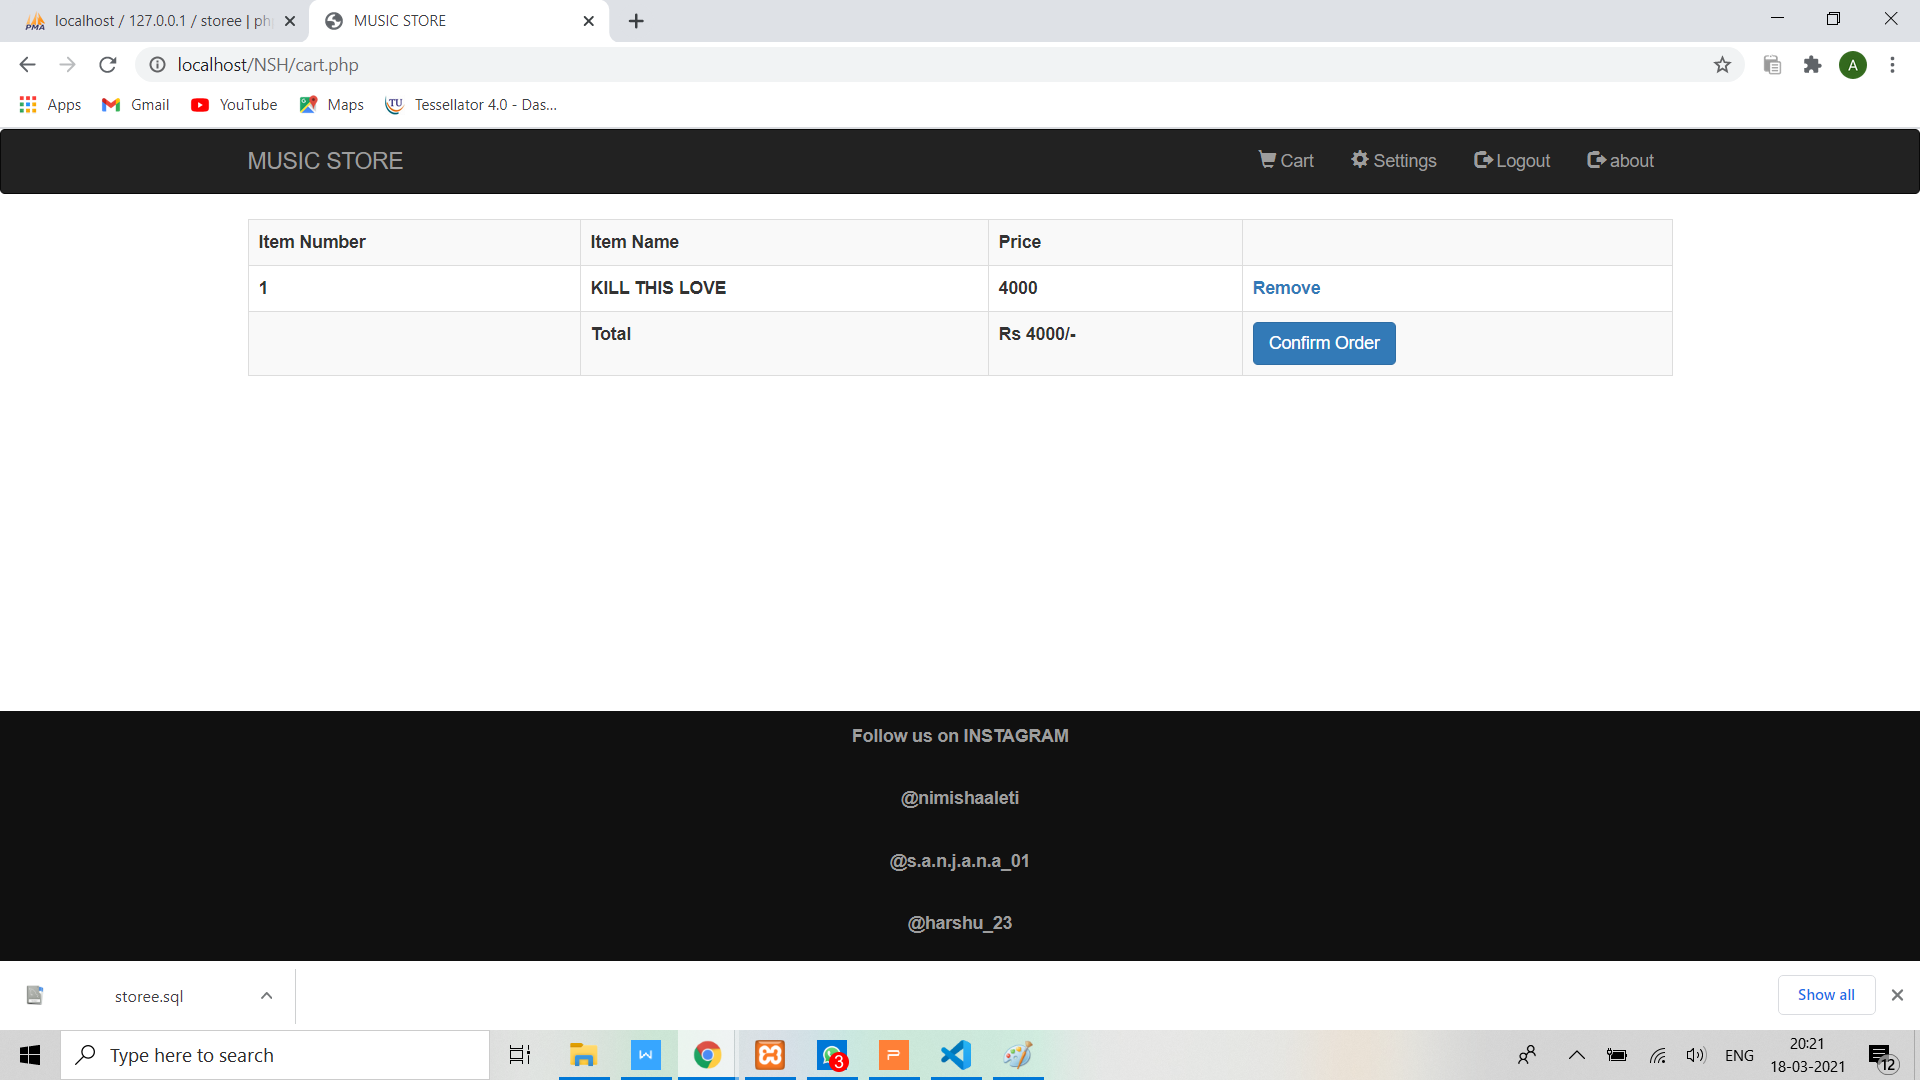 localhost / 127.0.0.1 / storee | ph
MUSIC STORE
localhost/NSH/cart.php
A
Apps Gmail YouTube Maps Tessellator 4.0 - Das...
MUSIC STORE Cart Settings Logout about
Item Number Item Name Price
1 KILL THIS LOVE 4000 Remove
Total Rs 4000/- Confirm Order
Follow us on INSTAGRAM
@nimishaaleti
@s.a.n.j.a.n.a_01
@harshu_23
storee.sql Show all
Type here to search
3
ENG
20:21
18-03-2021
12